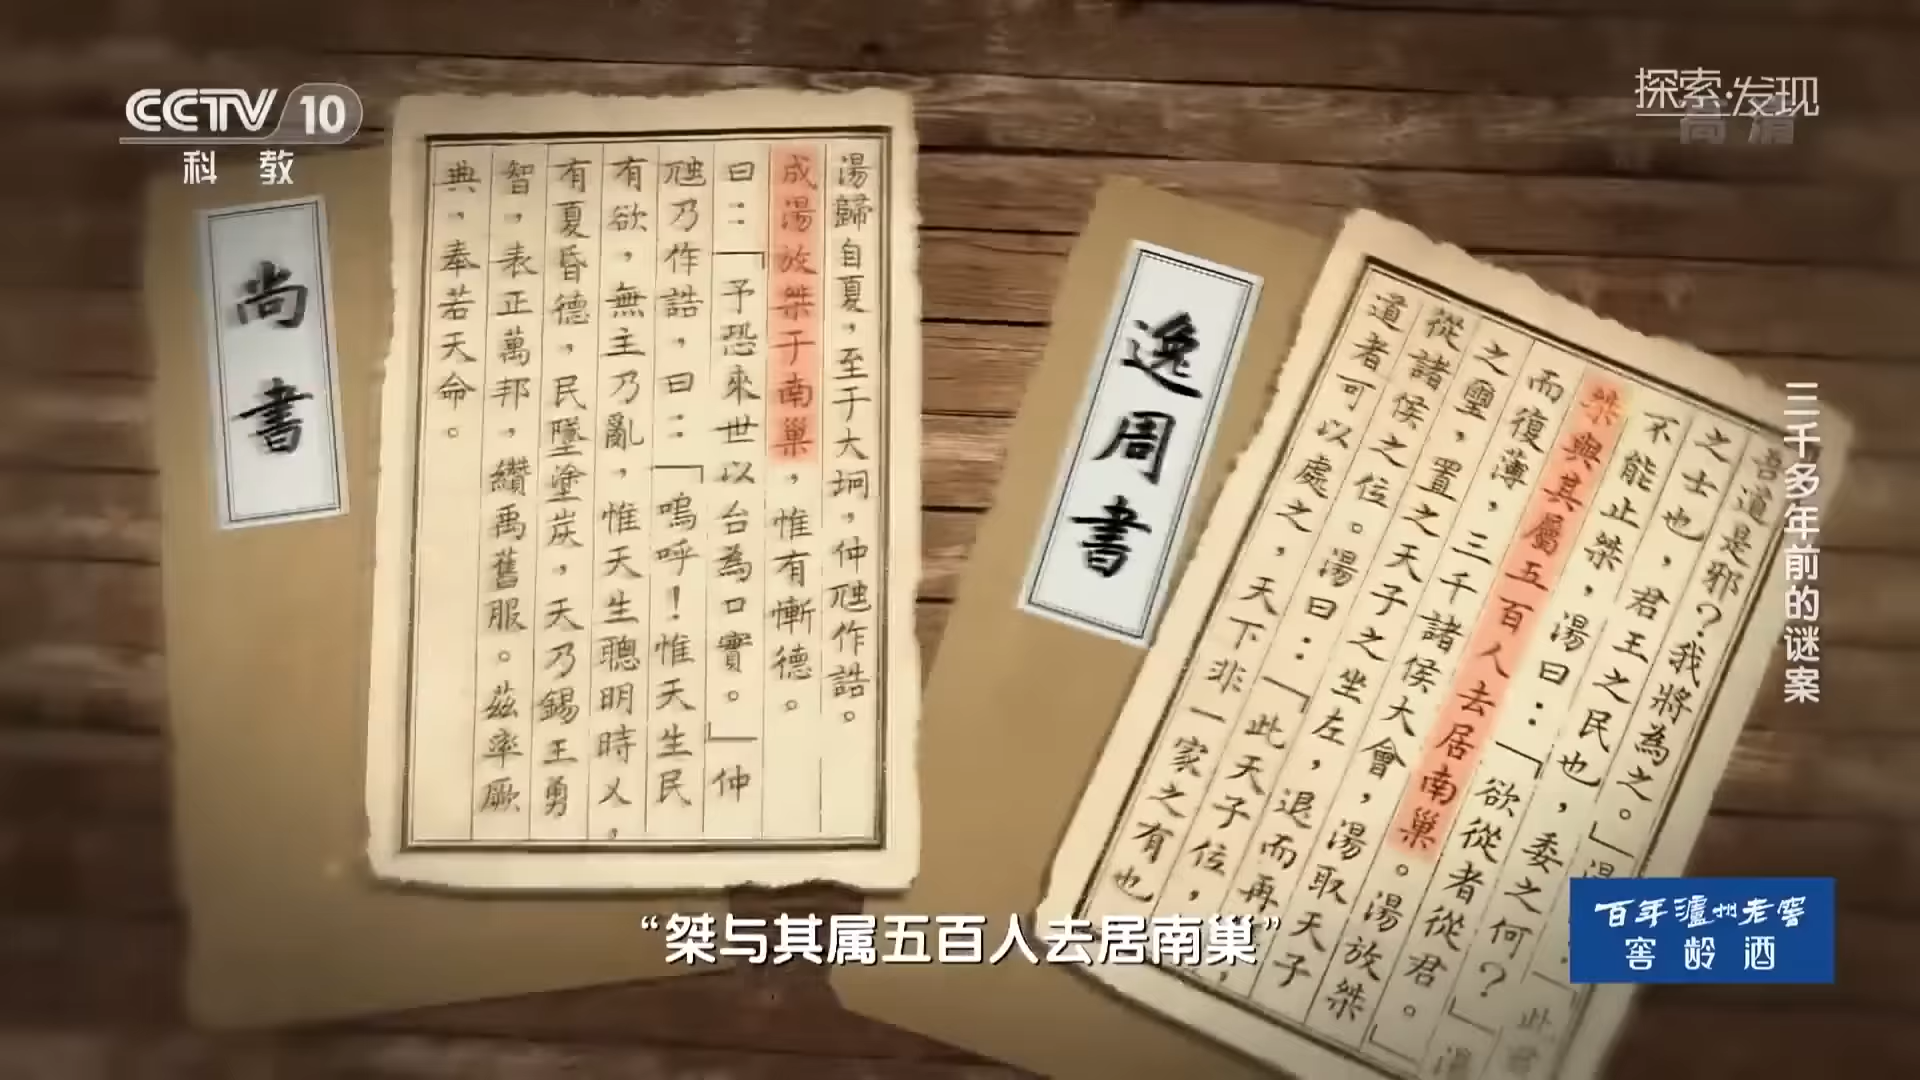 CCTV 10
科教
探索·发现
高清
三千多年前的谜案
尚書
湯歸自夏，至于大坰，仲虺作誥。
成湯放桀于南巢，惟有慚德。
曰：「予恐來世以台為口實。」仲
虺乃作誥，曰：「嗚呼！惟天生民
有欲，無主乃亂，惟天生聰明時乂，
有夏昏德，民墜塗炭，天乃錫王勇
智，表正萬邦，纘禹舊服。茲率厥
典，奉若天命。
逸周書
吾道是邪？我將為之。」湯
之士也，君王之民也，委之何？」
不能止桀，湯曰：「欲從者從君。」
桀與其屬五百人去居南巢。湯放桀
而復薄，三千諸侯大會，湯取天子
之璽，置之天子之坐左，退而再
從諸侯之位。湯曰：「此天子位，
道者可以處之，天下非一家之有也
“桀与其属五百人去居南巢”
百年泸州老窖
窖龄酒